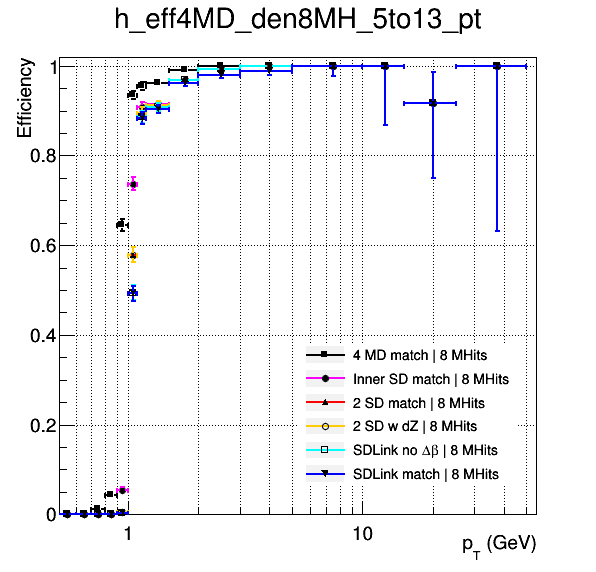 h_eff4MD_den8MH_5to13_pt
Efficiency
1
0.8
0.6
0.4
0.2
0
4 MD match | 8 MHits
Inner SD match | 8 MHits
2 SD match | 8 MHits
2 SD w dZ | 8 MHits
SDLink no Δβ | 8 MHits
SDLink match | 8 MHits
1
10
p_T (GeV)